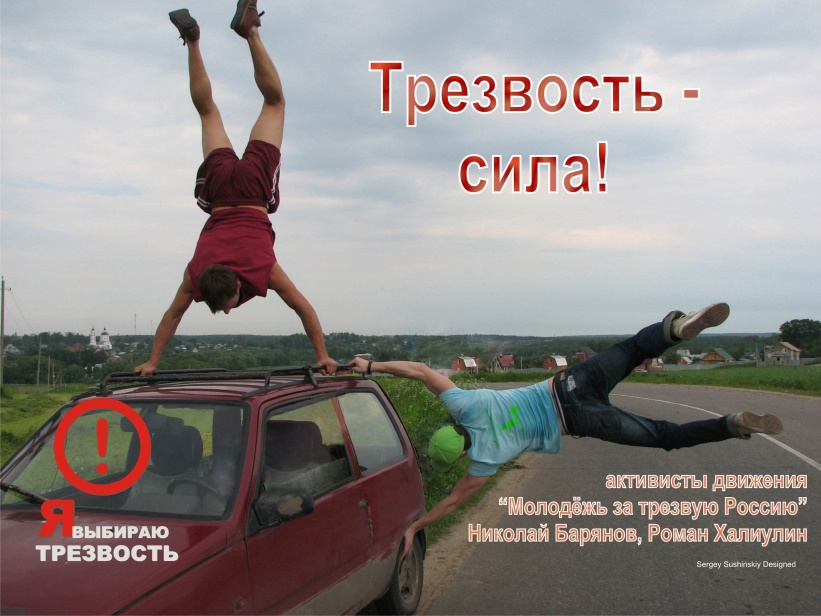 Трезвость -
сила!
активисты движения
“Молодёжь за трезвую Россию”
Николай Барянов, Роман Халиулин
Sergey Sushinskiy Designed
!
Я ВЫБИРАЮ
ТРЕЗВОСТЬ